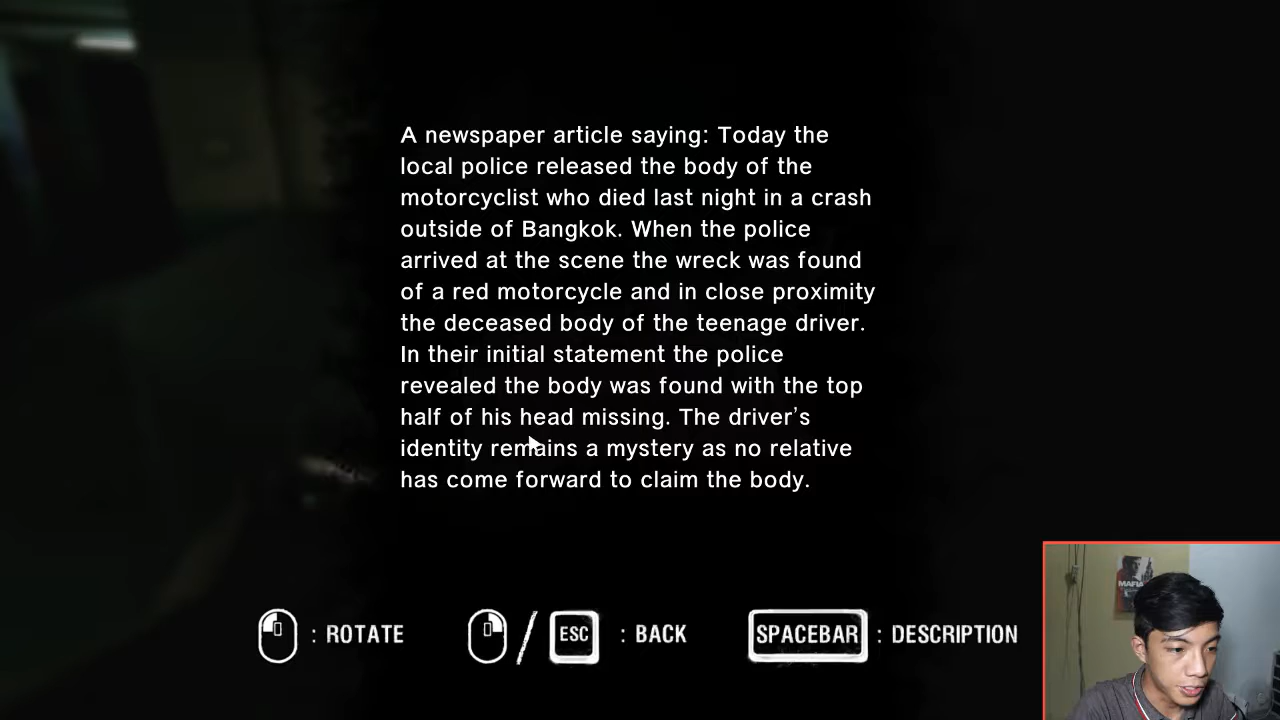 A newspaper article saying: Today the
local police released the body of the
motorcyclist who died last night in a crash
outside of Bangkok. When the police
arrived at the scene the wreck was found
of a red motorcycle and in close proximity
the deceased body of the teenage driver.
In their initial statement the police
revealed the body was found with the top
half of his head missing. The driver's
identity remains a mystery as no relative
has come forward to claim the body.
: ROTATE
/ ESC : BACK
SPACEBAR : DESCRIPTION
MAFIA